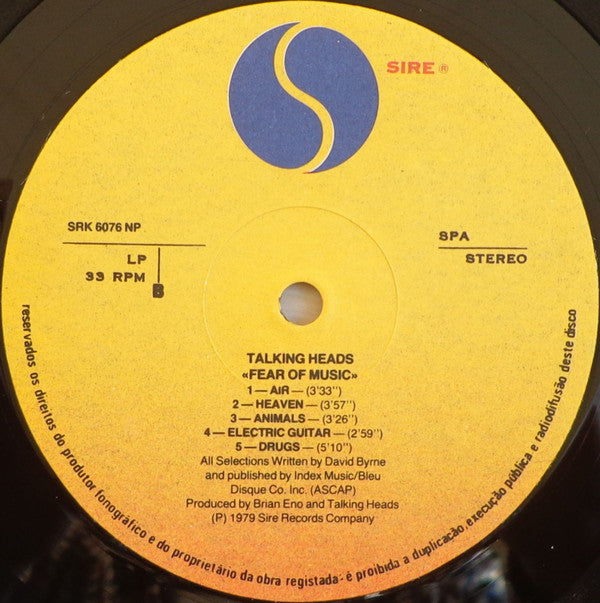 SIRE®
SRK 6076 NP
LP
33 RPM
B
SPA
STEREO
TALKING HEADS
«FEAR OF MUSIC»
1 — AIR — (3'33'')
2 — HEAVEN — (3'57'')
3 — ANIMALS — (3'26'')
4 — ELECTRIC GUITAR — (2'59'')
5 — DRUGS — (5'10'')
All Selections Written by David Byrne
and published by Index Music/Bleu
Disque Co. Inc. (ASCAP)
Produced by Brian Eno and Talking Heads
(P) 1979 Sire Records Company
reservados os direitos do produtor fonográfico e do proprietário da obra registada-é proibida a duplicação, execução pública e radiodifusão deste disco